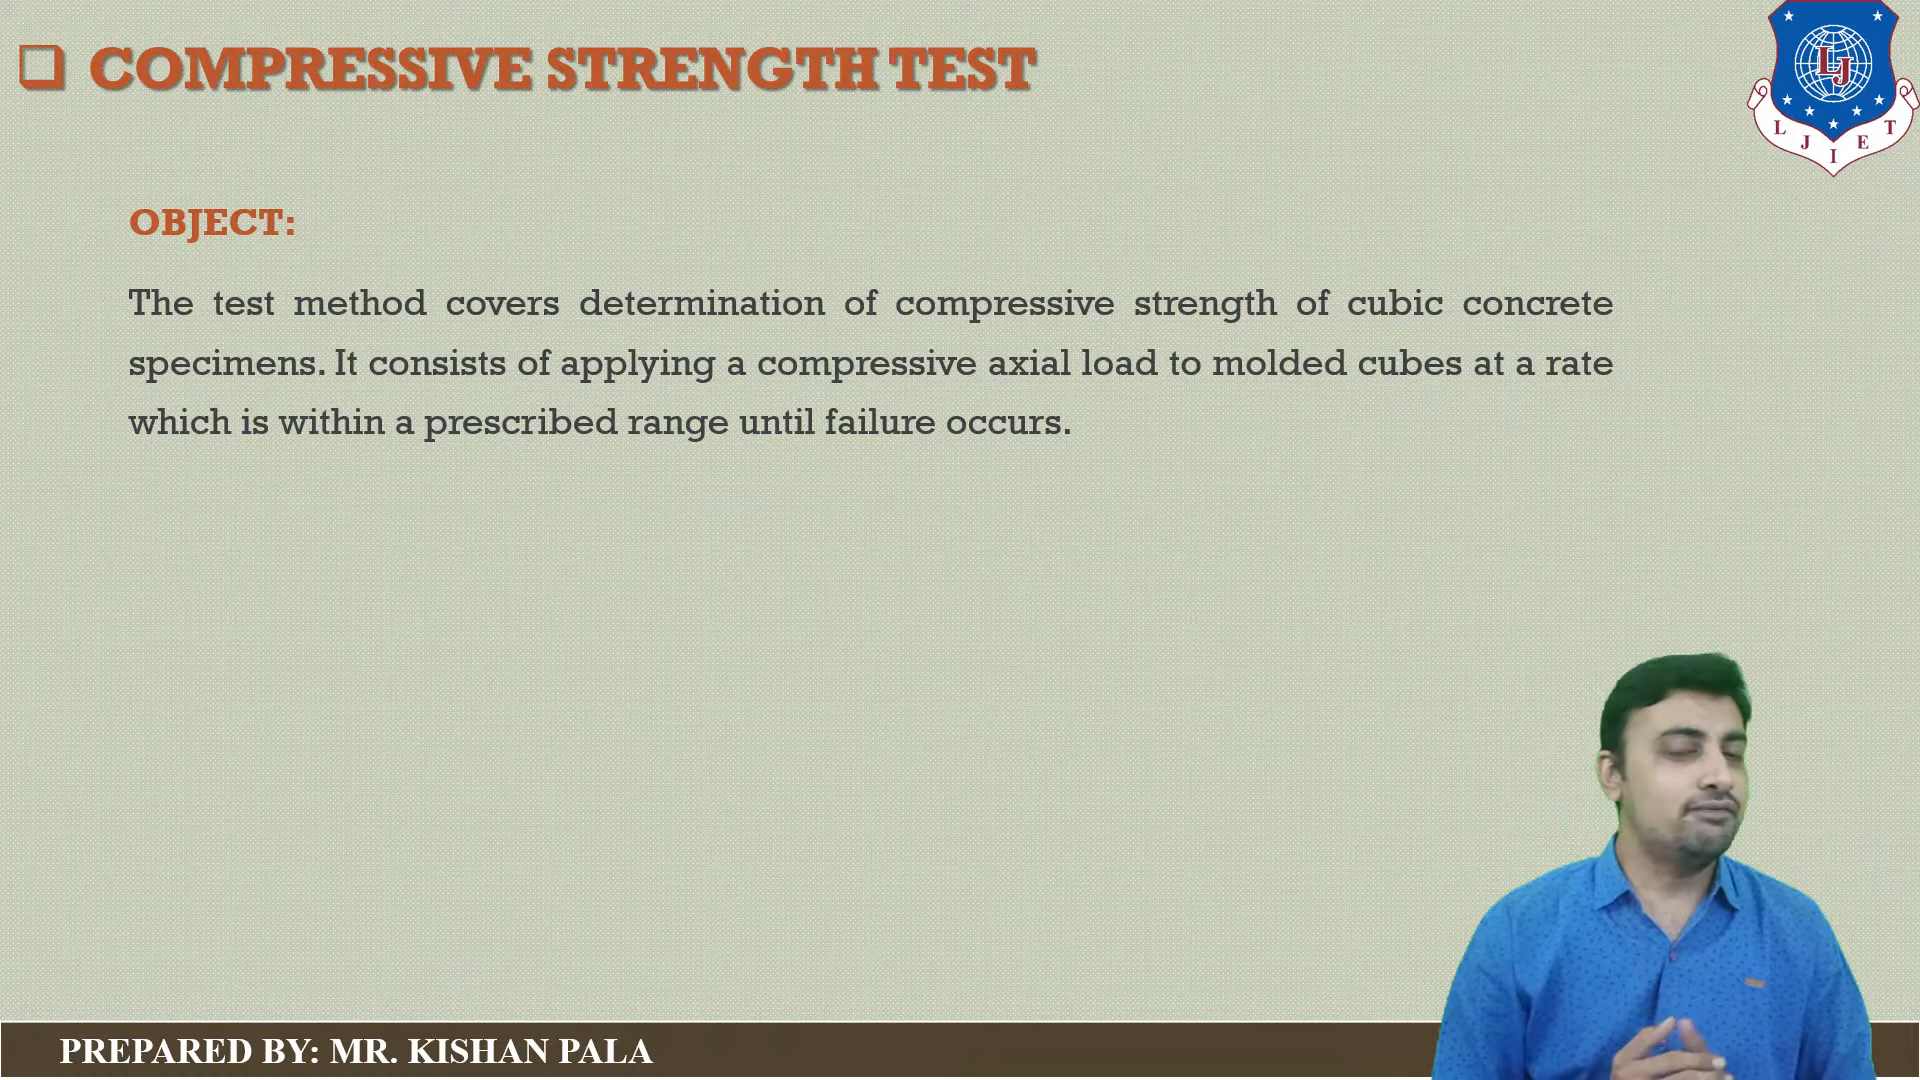 COMPRESSIVE STRENGTH TEST
LJ
L J I E T
OBJECT:
The test method covers determination of compressive strength of cubic concrete
specimens. It consists of applying a compressive axial load to molded cubes at a rate
which is within a prescribed range until failure occurs.
PREPARED BY: MR. KISHAN PALA